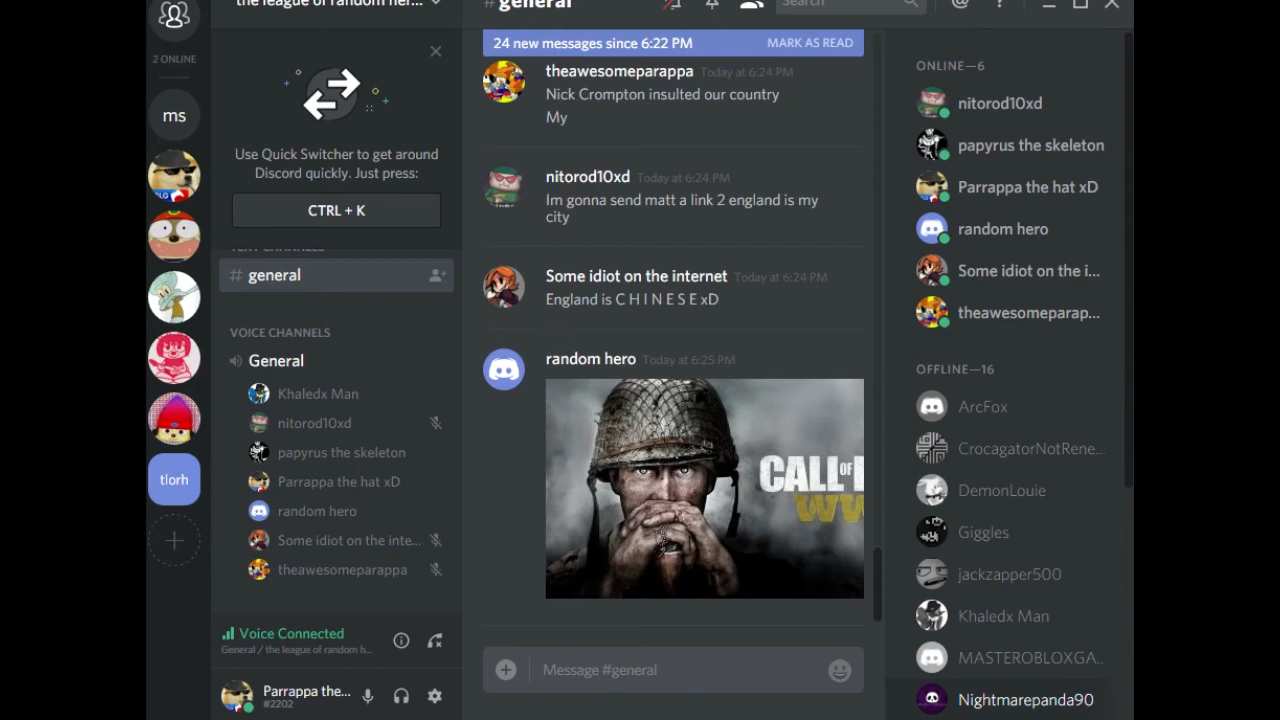 2 ONLINE
ms
tlorh
the league of random her...
Use Quick Switcher to get around
Discord quickly. Just press:
CTRL + K
TEXT CHANNELS
# general
VOICE CHANNELS
General
Khaledx Man
nitorod10xd
papyrus the skeleton
Parrappa the hat xD
random hero
Some idiot on the inte...
theawesomeparappa
Voice Connected
General / the league of random h...
Parrappa the...
#2202
# general
Search
24 new messages since 6:22 PM MARK AS READ
theawesomeparappa Today at 6:24 PM
Nick Crompton insulted our country
My
nitorod10xd Today at 6:24 PM
Im gonna send matt a link 2 england is my
city
Some idiot on the internet Today at 6:24 PM
England is C H I N E S E xD
random hero Today at 6:25 PM
CALL OF
WW
Message #general
ONLINE—6
nitorod10xd
papyrus the skeleton
Parrappa the hat xD
random hero
Some idiot on the i...
theawesomeparap...
OFFLINE—16
ArcFox
CrocagatorNotRene...
DemonLouie
Giggles
jackzapper500
Khaledx Man
MASTEROBLOXGA...
Nightmarepanda90